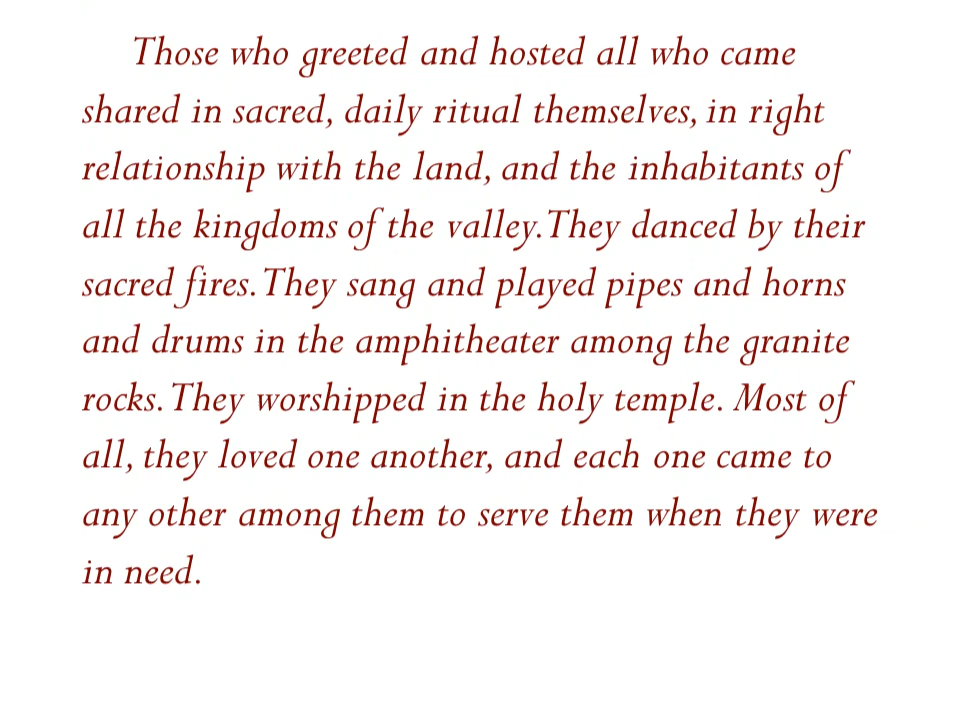 Those who greeted and hosted all who came
shared in sacred, daily ritual themselves, in right
relationship with the land, and the inhabitants of
all the kingdoms of the valley. They danced by their
sacred fires. They sang and played pipes and horns
and drums in the amphitheater among the granite
rocks. They worshipped in the holy temple. Most of
all, they loved one another, and each one came to
any other among them to serve them when they were
in need.